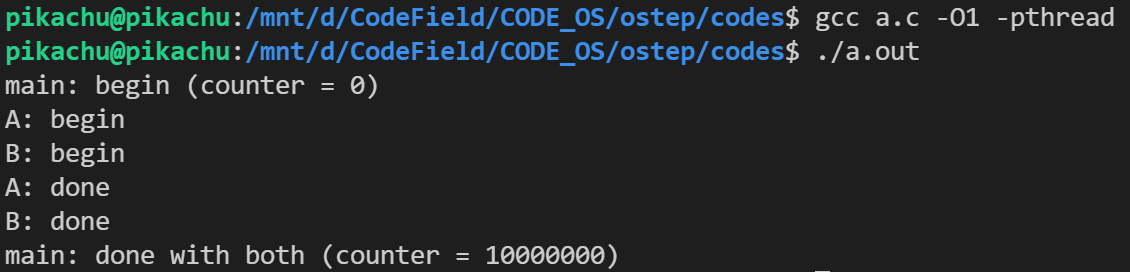 pikachu@pikachu:/mnt/d/CodeField/CODE_OS/ostep/codes$ gcc a.c -O1 -pthread
pikachu@pikachu:/mnt/d/CodeField/CODE_OS/ostep/codes$ ./a.out
main: begin (counter = 0)
A: begin
B: begin
A: done
B: done
main: done with both (counter = 10000000)